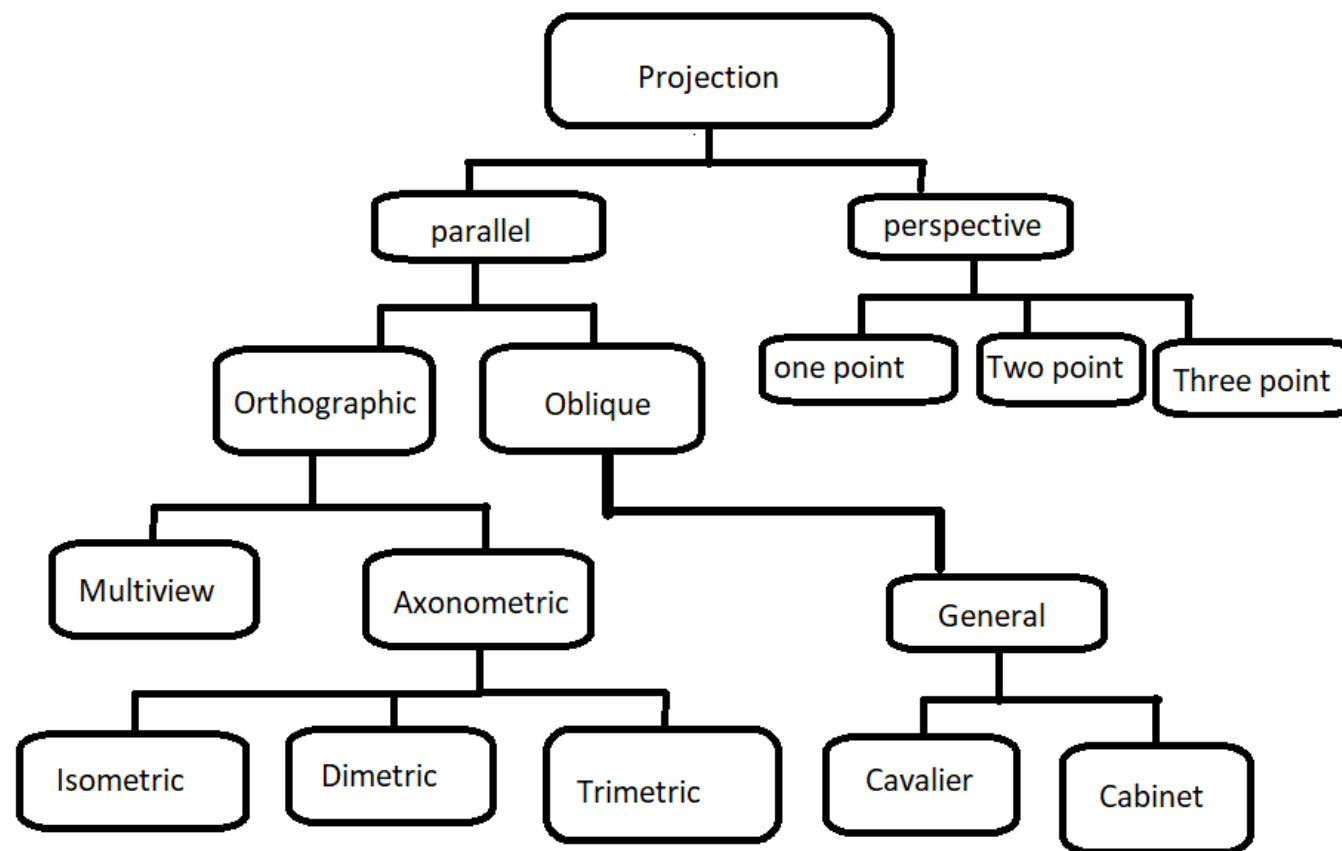 Projection
parallel
perspective
one point
Two point
Three point
Orthographic
Oblique
Multiview
Axonometric
General
Isometric
Dimetric
Trimetric
Cavalier
Cabinet